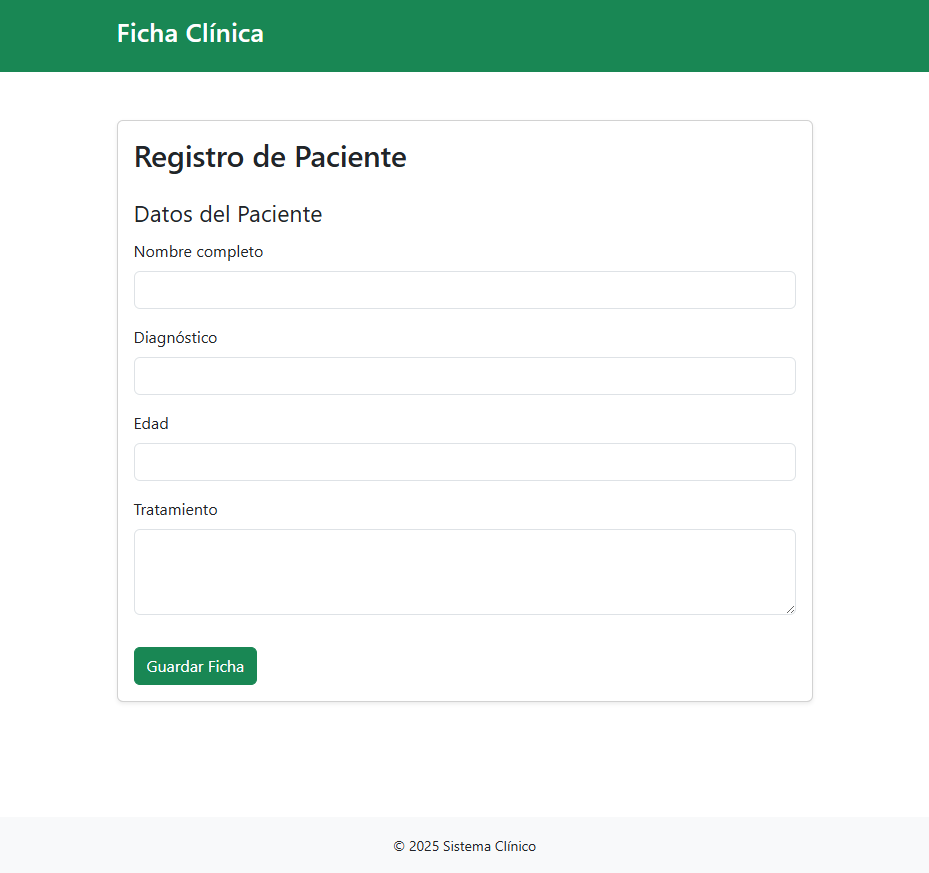 Ficha Clínica
Registro de Paciente
Datos del Paciente
Nombre completo
Diagnóstico
Edad
Tratamiento
Guardar Ficha
© 2025 Sistema Clínico